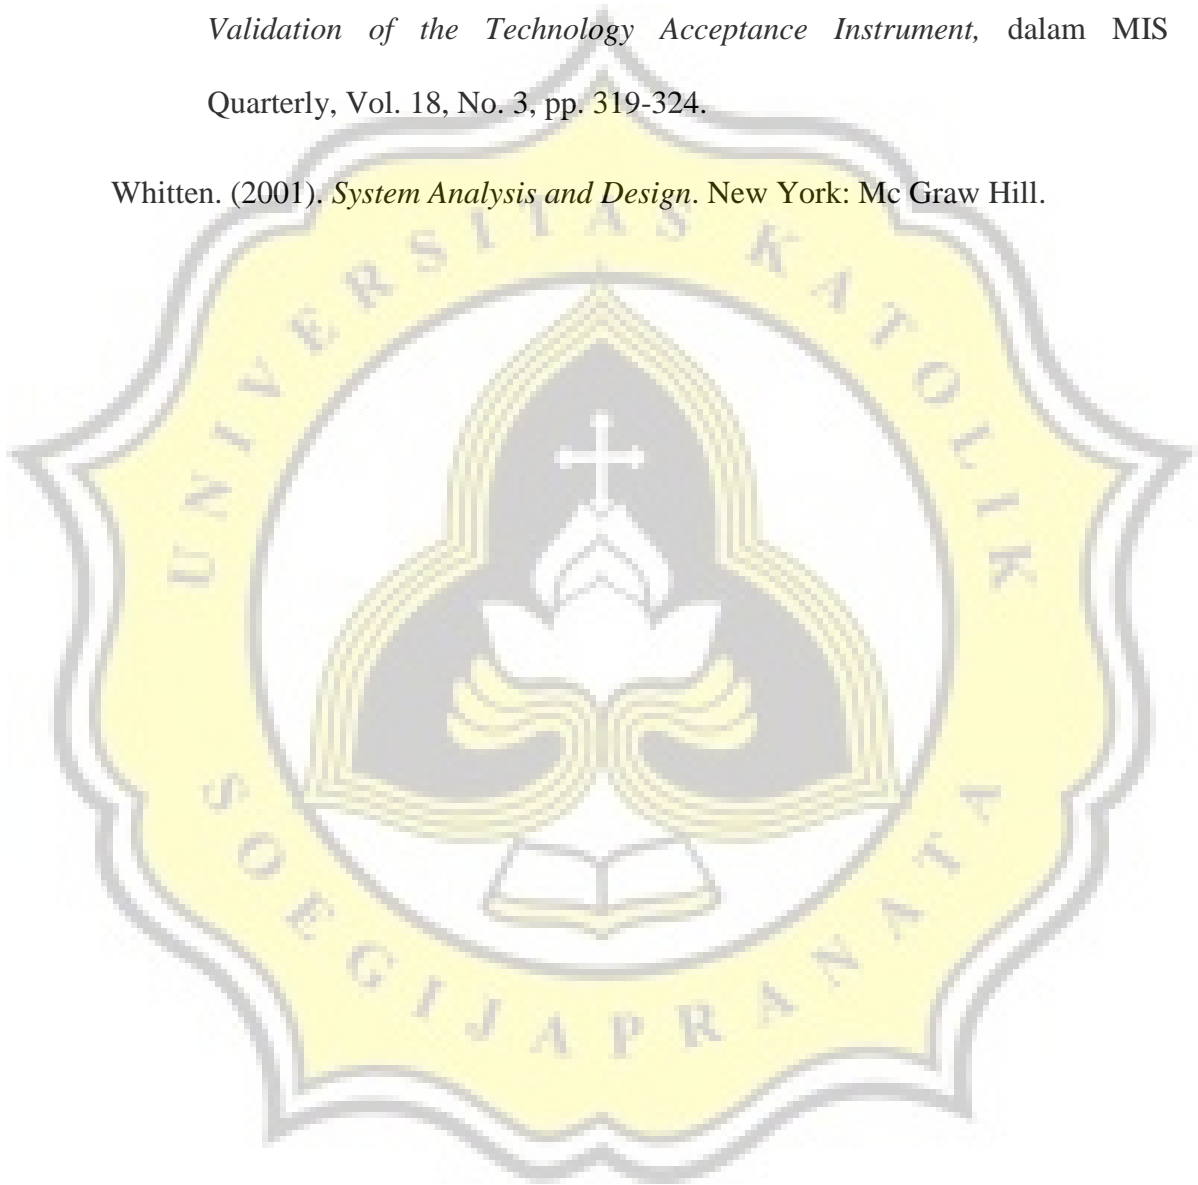 Validation of the Technology Acceptance Instrument, dalam MIS
Quarterly, Vol. 18, No. 3, pp. 319-324.
Whitten. (2001). System Analysis and Design. New York: Mc Graw Hill.
UNIVERSITAS KATOLIK
SOEGIJAPRANATA